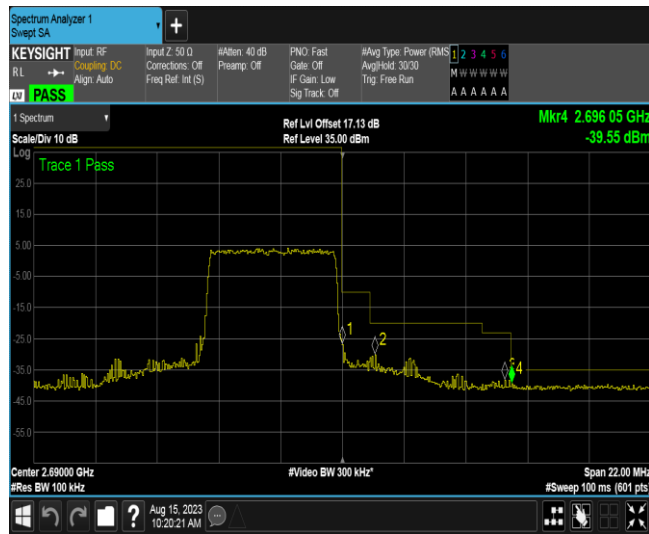 Spectrum Analyzer 1
Swept SA
+
KEYSIGHT Input: RF
RL
Coupling: DC
Align: Auto
LXI PASS
Input Z: 50 Ω
Corrections: Off
Freq Ref: Int (S)
#Atten: 40 dB
Preamp: Off
PNO: Fast
Gate: Off
IF Gain: Low
Sig Track: Off
#Avg Type: Power (RMS
Avg|Hold: 30/30
Trig: Free Run
1 2 3 4 5 6
M W W W W W
A A A A A A
1 Spectrum
Scale/Div 10 dB
Ref Lvl Offset 17.13 dB
Ref Level 35.00 dBm
Mkr4 2.696 05 GHz
-39.55 dBm
Log
Trace 1 Pass
25.0
15.0
5.00
-5.00
-15.0
-25.0
-35.0
-45.0
-55.0
1
2
4
Center 2.69000 GHz
#Res BW 100 kHz
#Video BW 300 kHz*
Span 22.00 MHz
#Sweep 100 ms (601 pts
?
Aug 15, 2023
10:20:21 AM